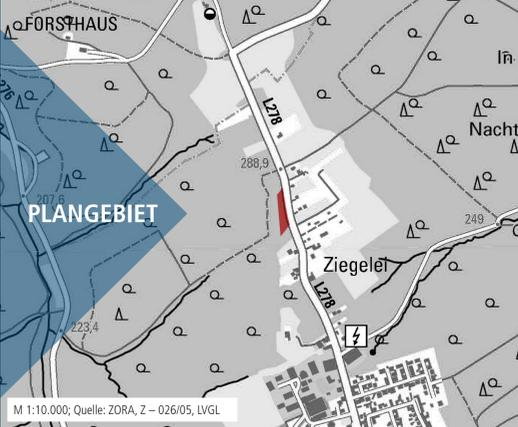 FORSTHAUS
276
L278
In
Nacht
288,9
207,6
PLANGEBIET
249
Ziegelei
L278
223,4
M 1:10.000; Quelle: ZORA, Z – 026/05, LVGL